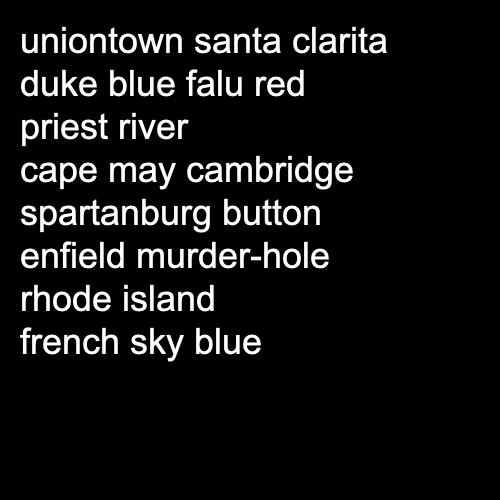 uniontown santa clarita
duke blue falu red
priest river
cape may cambridge
spartanburg button
enfield murder-hole
rhode island
french sky blue